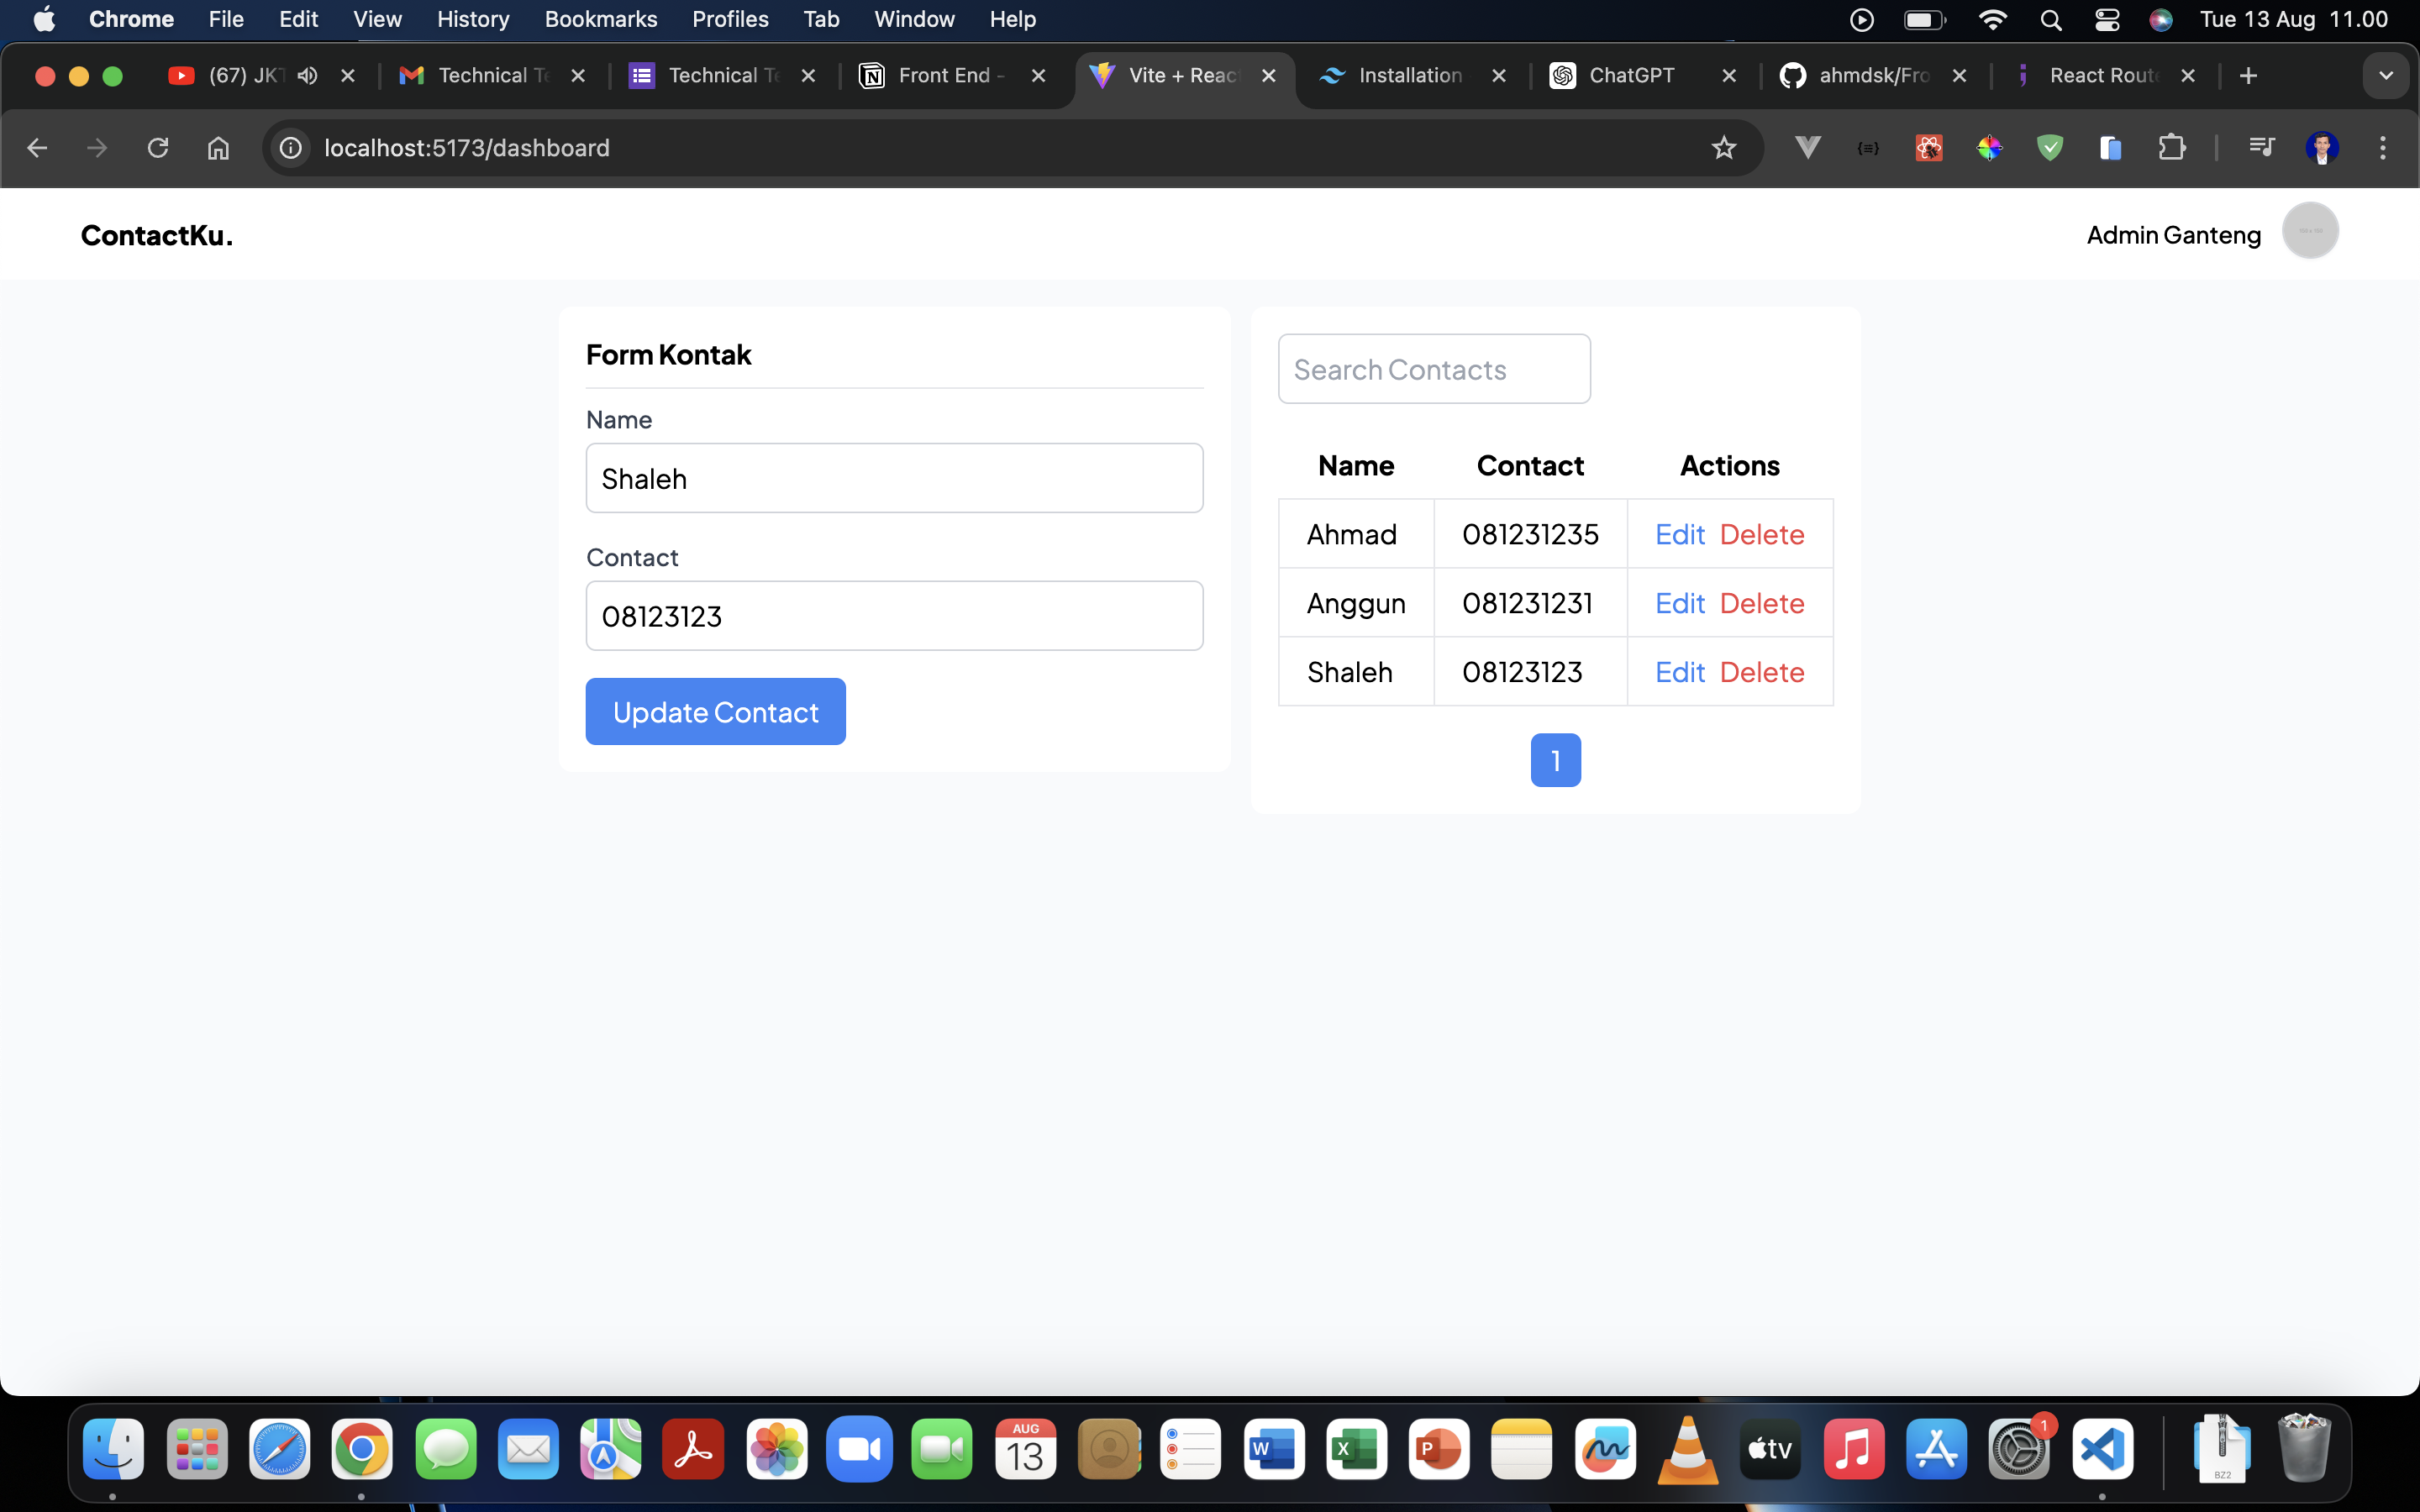 Chrome File Edit View History Bookmarks Profiles Tab Window Help Tue 13 Aug 11.00
(67) JKT Technical Te Technical Te Front End - Vite + Reac Installation ChatGPT ahmdsk/Fro React Route
localhost:5173/dashboard
ContactKu.
Admin Ganteng
Form Kontak
Name
Shaleh
Contact
08123123
Update Contact
Search Contacts
Name Contact Actions
Ahmad 081231235 Edit Delete
Anggun 081231231 Edit Delete
Shaleh 08123123 Edit Delete
1
AUG
13
W
X
P
tv
1
BZ2